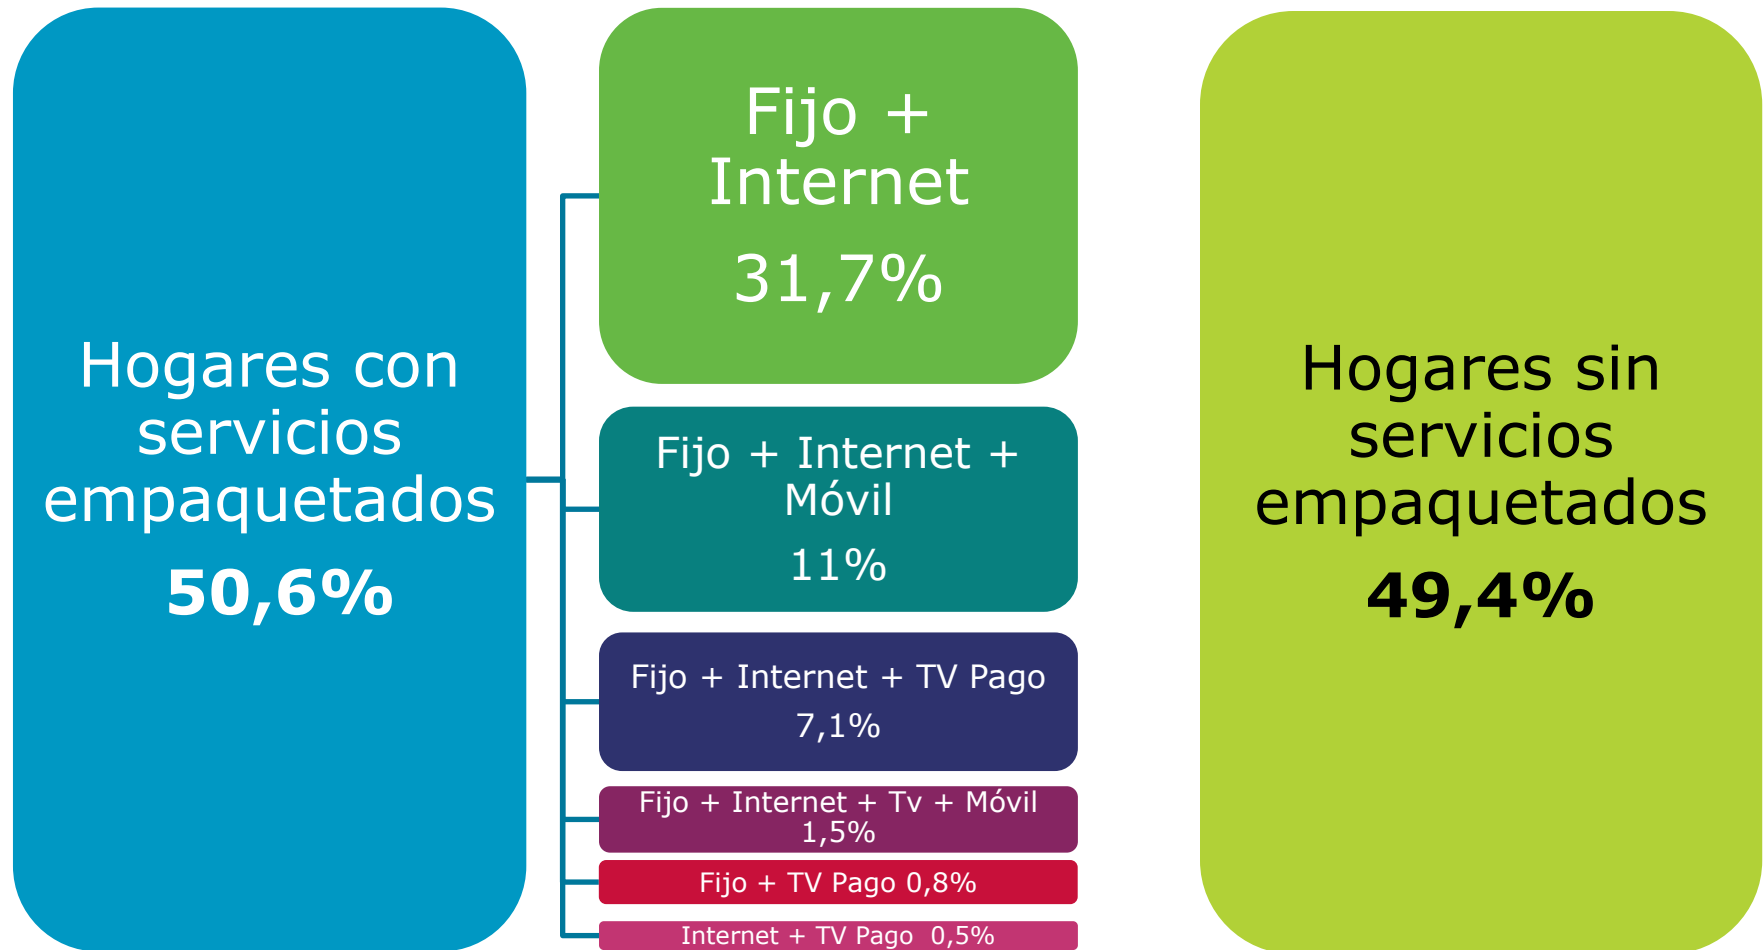 Hogares con
servicios
empaquetados
50,6%
Fijo +
Internet
31,7%
Fijo + Internet +
Móvil
11%
Fijo + Internet + TV Pago
7,1%
Fijo + Internet + Tv + Móvil
1,5%
Fijo + TV Pago 0,8%
Internet + TV Pago 0,5%
Hogares sin
servicios
empaquetados
49,4%